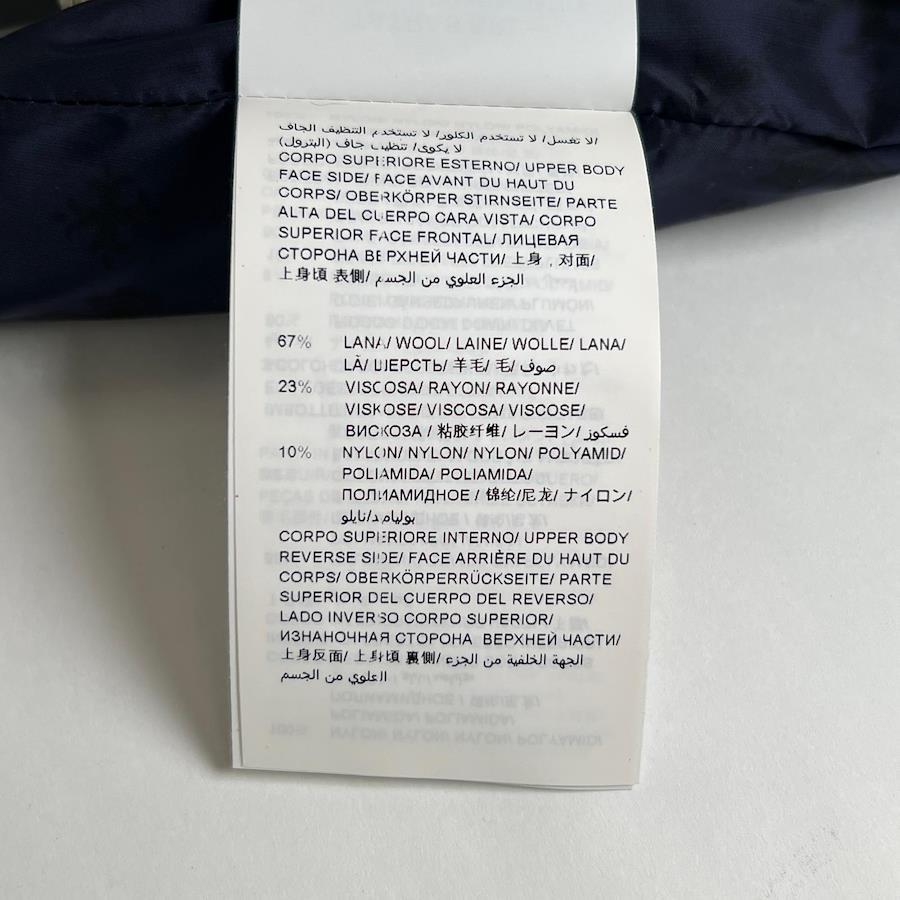 لا تغسل/ لا تستخدم الكلور/ لا تستخدم التنظيف الجاف/
لا يكوى/ تنظيف جاف (البترول)
CORPO SUPERIORE ESTERNO/ UPPER BODY
FACE SIDE/ FACE AVANT DU HAUT DU
CORPS/ OBERKÖRPER STIRNSEITE/ PARTE
ALTA DEL CUERPO CARA VISTA/ CORPO
SUPERIOR FACE FRONTAL/ ЛИЦЕВАЯ
СТОРОНА ВЕРХНЕЙ ЧАСТИ/ 上身，对面/
上身頃 表側/ الجزء العلوي من الجسم
67% LANA/ WOOL/ LAINE/ WOLLE/ LANA/
LÃ/ ШЕРСТЬ/ 羊毛/ 毛/ صوف
23% VISCOSA/ RAYON/ RAYONNE/
VISKOSE/ VISCOSA/ VISCOSE/
ВИСКОЗА / 粘胶纤维/ レーヨン/ فسكوز
10% NYLON/ NYLON/ NYLON/ POLYAMID/
POLIAMIDA/ POLIAMIDA/
ПОЛИАМИДНОЕ / 锦纶/尼龙/ ナイロン/
بوليامد/نايلو
CORPO SUPERIORE INTERNO/ UPPER BODY
REVERSE SIDE/ FACE ARRIÈRE DU HAUT DU
CORPS/ OBERKÖRPERRÜCKSEITE/ PARTE
SUPERIOR DEL CUERPO DEL REVERSO/
LADO INVERSO CORPO SUPERIOR/
ИЗНАНОЧНАЯ СТОРОНА ВЕРХНЕЙ ЧАСТИ/
上身反面/ 上身頃 裏側/ الجهة الخلفية من الجزء
العلوي من الجسم